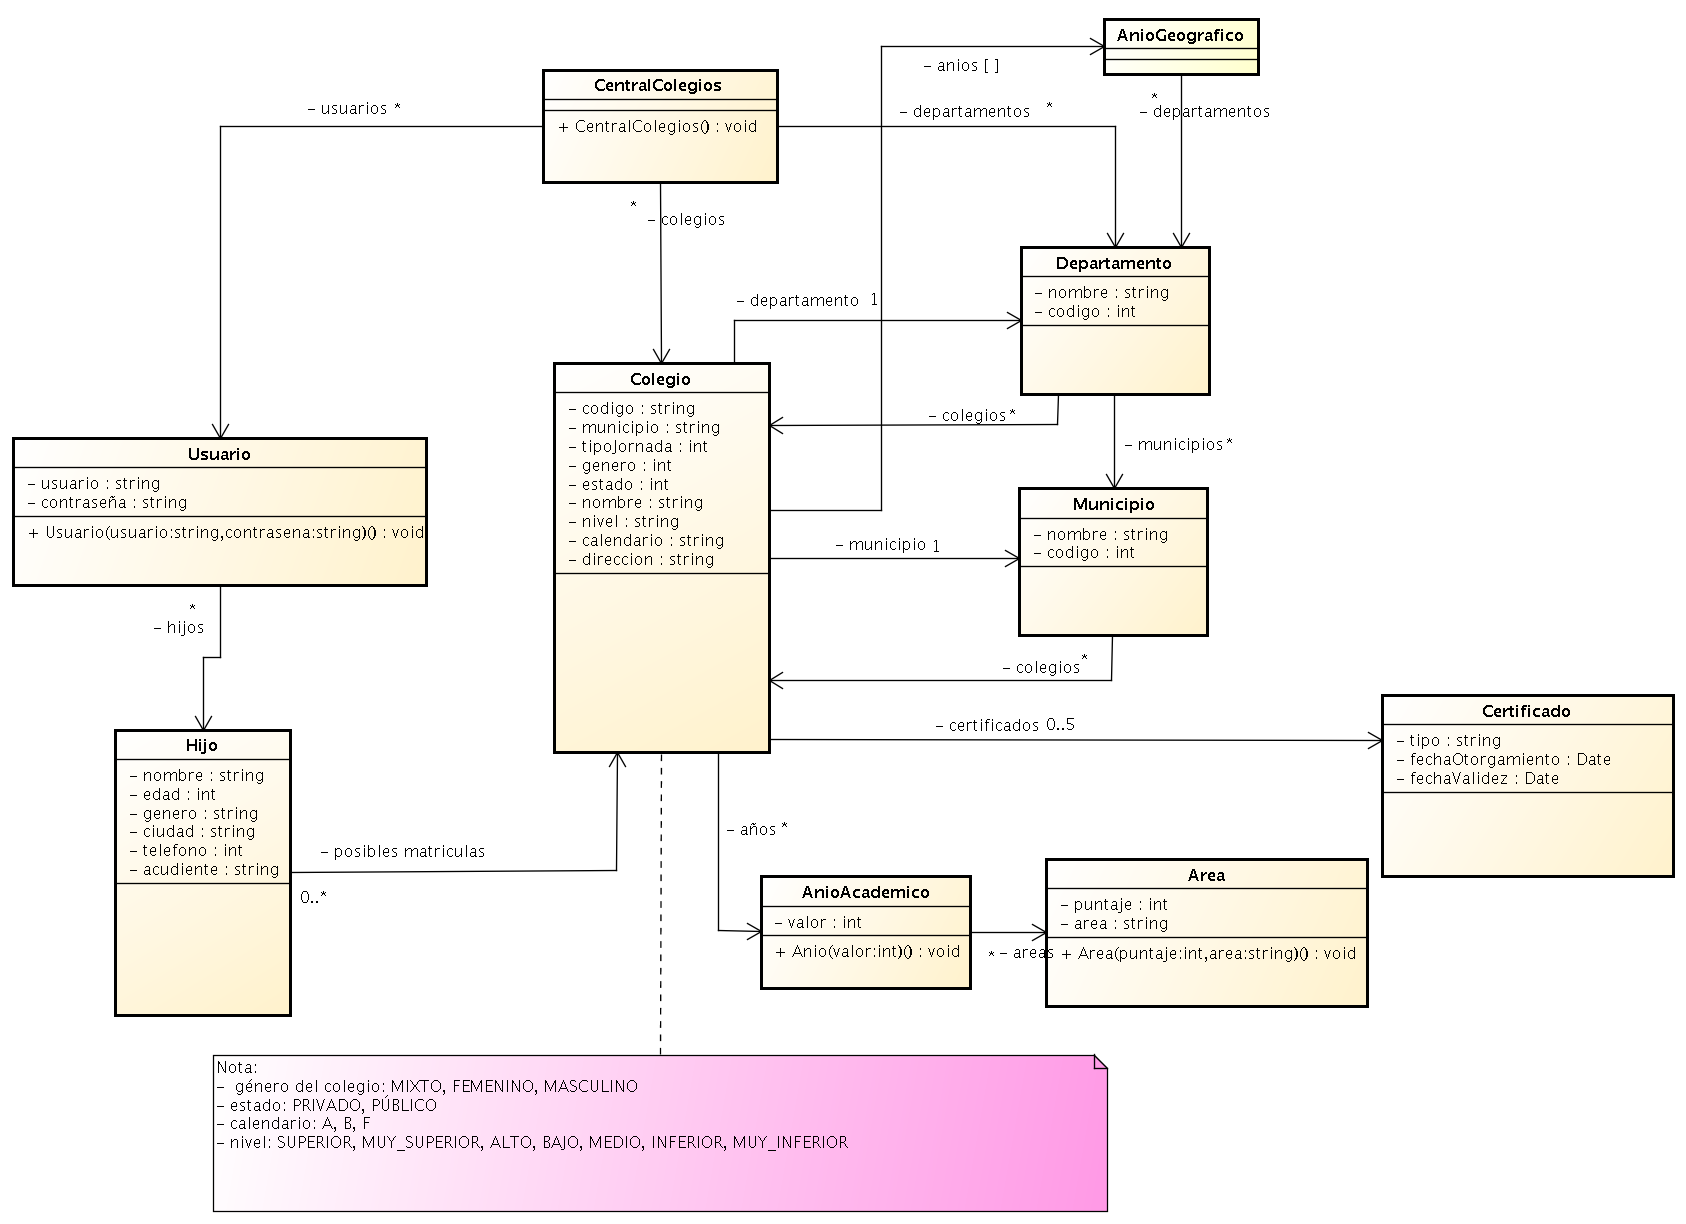 AnioGeografico
- anios [ ]
*
- departamentos
CentralColegios
+ CentralColegios() : void
- usuarios *
- departamentos *
*
- colegios
Departamento
- nombre : string
- codigo : int
- departamento 1
Colegio
- codigo : string
- municipio : string
- tipoJornada : int
- genero : int
- estado : int
- nombre : string
- nivel : string
- calendario : string
- direccion : string
- colegios *
- municipios *
Usuario
- usuario : string
- contraseña : string
+ Usuario(usuario:string,contrasena:string)() : void
Municipio
- nombre : string
- codigo : int
- municipio 1
*
- hijos
- colegios *
- certificados 0..5
Certificado
- tipo : string
- fechaOtorgamiento : Date
- fechaValidez : Date
Hijo
- nombre : string
- edad : int
- genero : string
- ciudad : string
- telefono : int
- acudiente : string
- posibles matriculas
0..*
- años *
AnioAcademico
- valor : int
+ Anio(valor:int)() : void
* - areas
Area
- puntaje : int
- area : string
+ Area(puntaje:int,area:string)() : void
Nota:
- género del colegio: MIXTO, FEMENINO, MASCULINO
- estado: PRIVADO, PÚBLICO
- calendario: A, B, F
- nivel: SUPERIOR, MUY_SUPERIOR, ALTO, BAJO, MEDIO, INFERIOR, MUY_INFERIOR